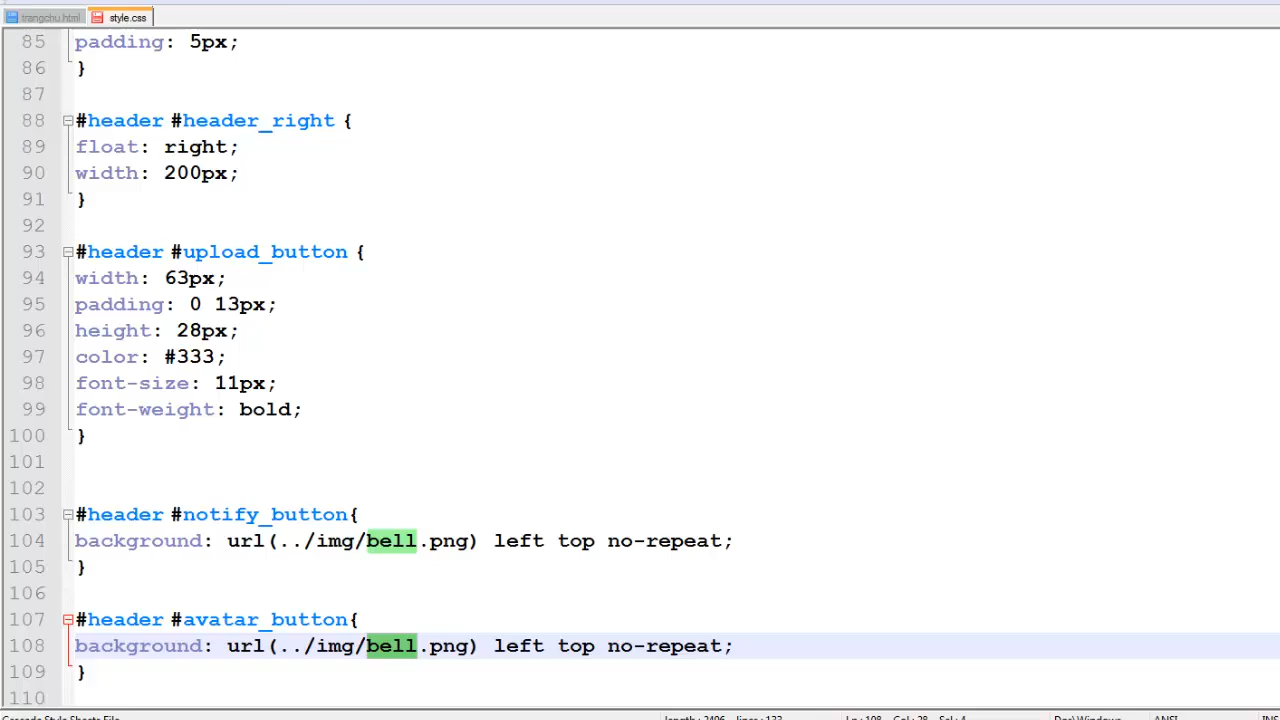 trangchu.html style.css
85 padding: 5px;
86 }
87
88 #header #header_right {
89 float: right;
90 width: 200px;
91 }
92
93 #header #upload_button {
94 width: 63px;
95 padding: 0 13px;
96 height: 28px;
97 color: #333;
98 font-size: 11px;
99 font-weight: bold;
100 }
101
102
103 #header #notify_button{
104 background: url(../img/bell.png) left top no-repeat;
105 }
106
107 #header #avatar_button{
108 background: url(../img/bell.png) left top no-repeat;
109 }
110